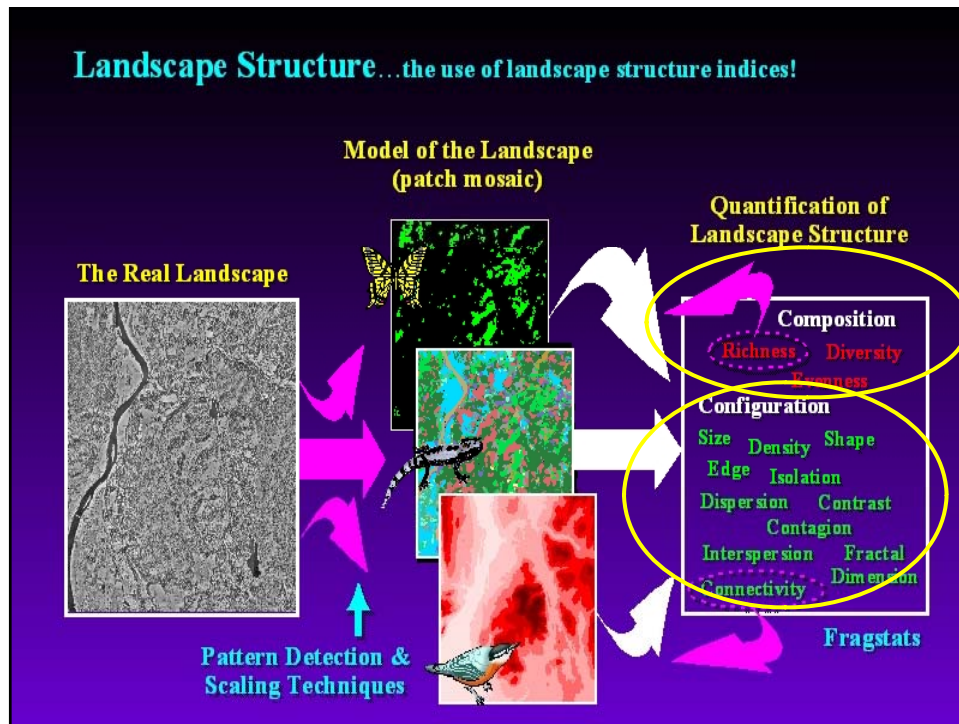 Landscape Structure...the use of landscape structure indices!
Model of the Landscape
(patch mosaic)
Quantification of
Landscape Structure
The Real Landscape
Composition
Richness Diversity
Evenness
Configuration
Size Density Shape
Edge Isolation
Dispersion Contrast
Contagion
Interspersion Fractal
Connectivity Dimension
Fragstats
Pattern Detection &
Scaling Techniques